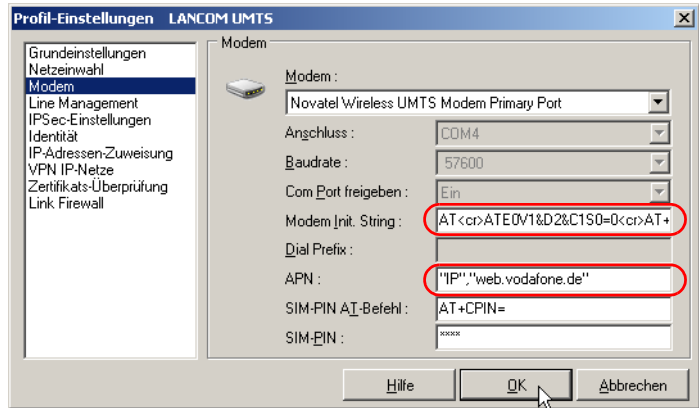 Profil-Einstellungen LANCOM UMTS
Grundeinstellungen
Netzeinwahl
Modem
Line Management
IPSec-Einstellungen
Identität
IP-Adressen-Zuweisung
VPN IP-Netze
Zertifikats-Überprüfung
Link Firewall
Modem
Modem :
Novatel Wireless UMTS Modem Primary Port
Anschluss :
COM4
Baudrate :
57600
Com Port freigeben :
Ein
Modem Init. String :
AT<cr>ATE0V1&D2&C1S0=0<cr>AT+
Dial Prefix :
APN :
"IP","web.vodafone.de"
SIM-PIN AT-Befehl :
AT+CPIN=
SIM-PIN :
****
Hilfe
OK
Abbrechen